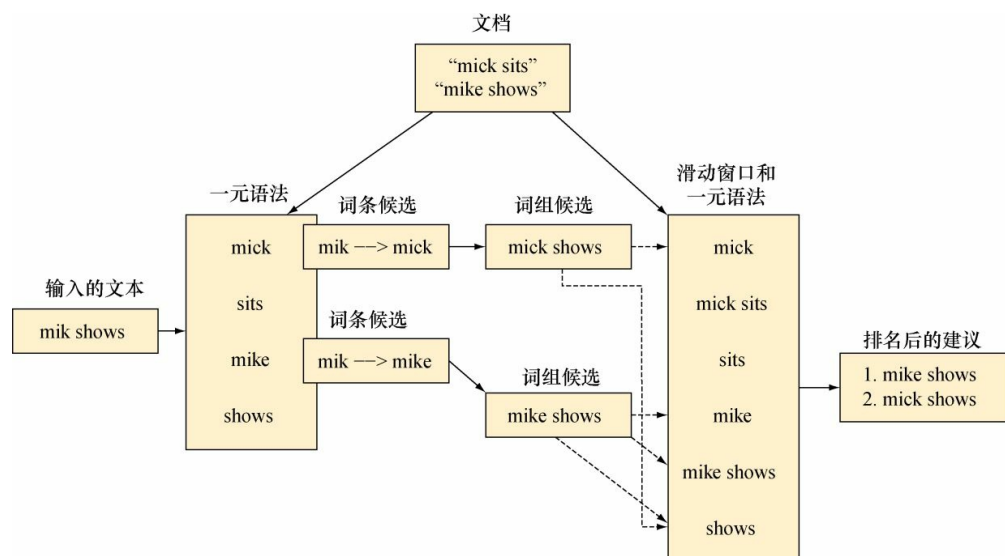 文档
“mick sits”
“mike shows”
一元语法
词条候选
词组候选
滑动窗口和
一元语法
mick
mik --> mick
mick shows
mick
输入的文本
sits
mick sits
mik shows
词条候选
mike
mik --> mike
sits
排名后的建议
词组候选
1. mike shows
2. mick shows
shows
mike shows
mike
mike shows
shows